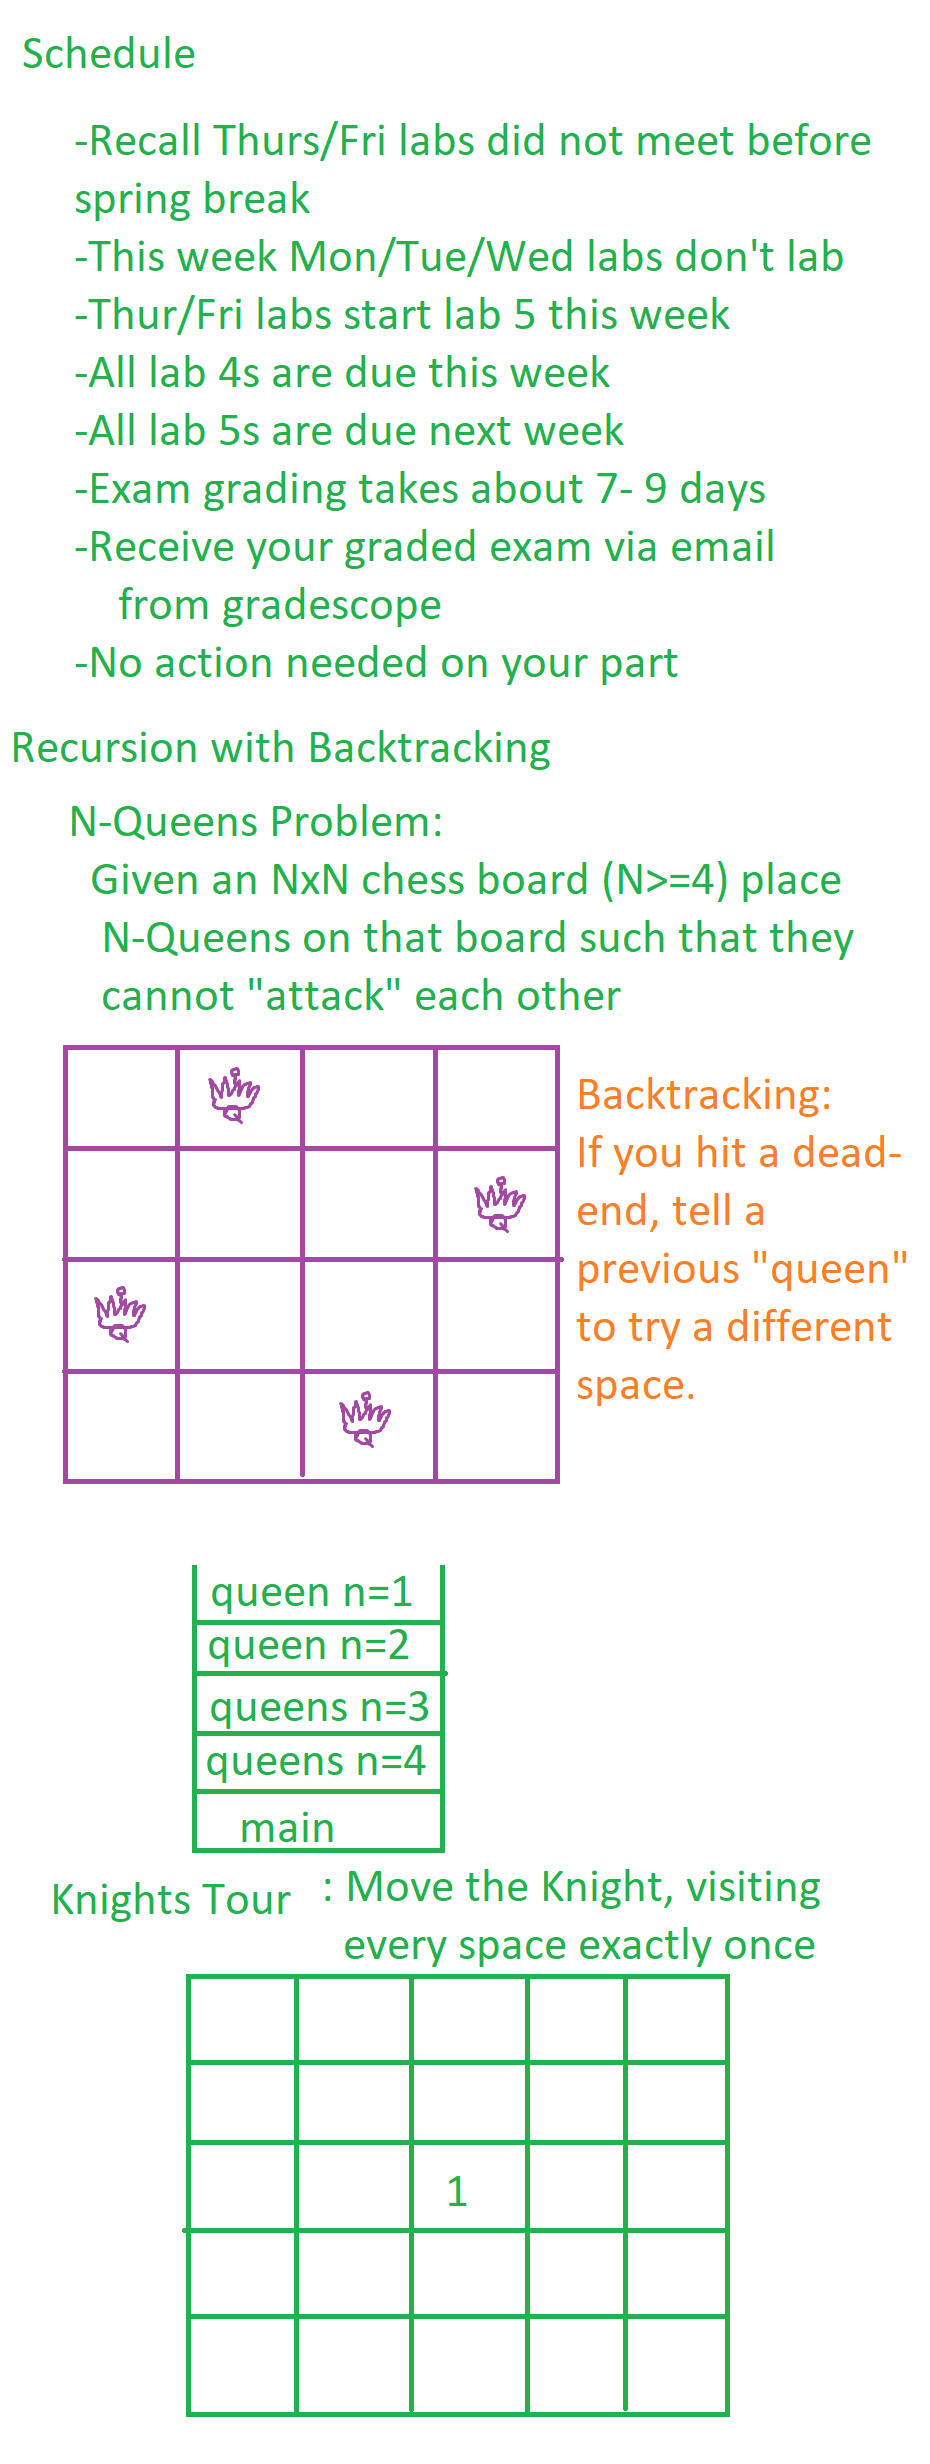 Schedule
-Recall Thurs/Fri labs did not meet before
spring break
-This week Mon/Tue/Wed labs don't lab
-Thur/Fri labs start lab 5 this week
-All lab 4s are due this week
-All lab 5s are due next week
-Exam grading takes about 7- 9 days
-Receive your graded exam via email
from gradescope
-No action needed on your part
Recursion with Backtracking
N-Queens Problem:
Given an NxN chess board (N>=4) place
N-Queens on that board such that they
cannot "attack" each other
Backtracking:
If you hit a dead-
end, tell a
previous "queen"
to try a different
space.
queen n=1
queen n=2
queens n=3
queens n=4
main
Knights Tour : Move the Knight, visiting
every space exactly once
1